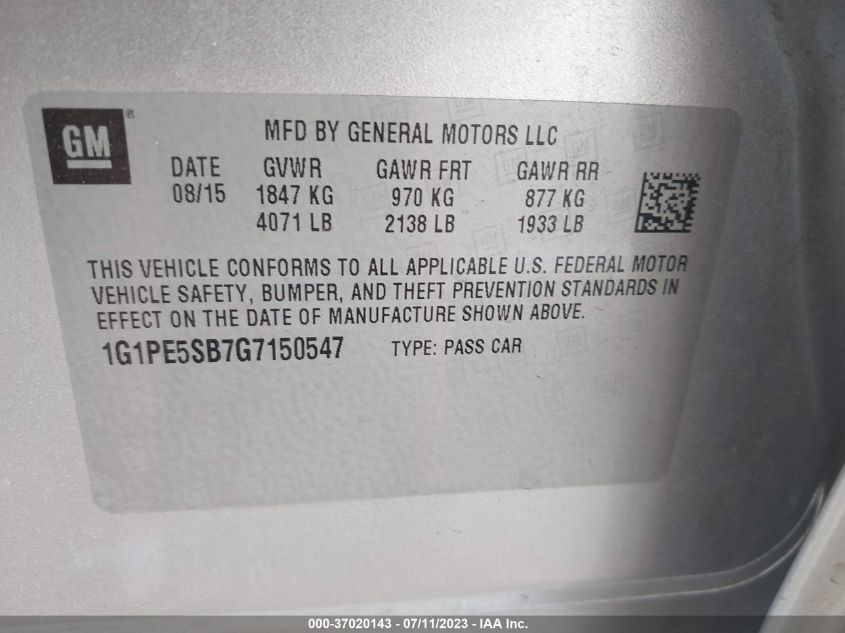 GM
MFD BY GENERAL MOTORS LLC
DATE GVWR GAWR FRT GAWR RR
08/15 1847 KG 970 KG 877 KG
4071 LB 2138 LB 1933 LB
THIS VEHICLE CONFORMS TO ALL APPLICABLE U.S. FEDERAL MOTOR
VEHICLE SAFETY, BUMPER, AND THEFT PREVENTION STANDARDS IN
EFFECT ON THE DATE OF MANUFACTURE SHOWN ABOVE.
1G1PE5SB7G7150547 TYPE: PASS CAR
000-37020143 - 07/11/2023 - IAA Inc.